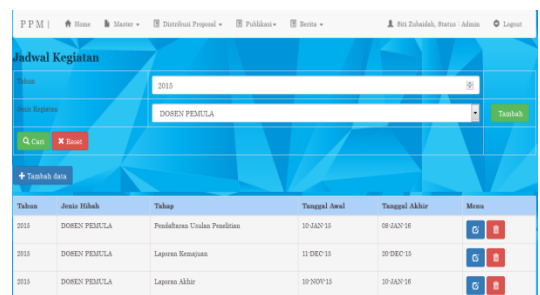 P P M | Home Master Distribusi Proposal Publikasi Berita Siti Zubaidah, Status : Admin Logout
Jadwal Kegiatan
Tahun 2015
Jenis Kegiatan DOSEN PEMULA Tambah
Cari Reset
Tambah data
Tahun Jenis Hibah Tahap Tanggal Awal Tanggal Akhir Menu
2015 DOSEN PEMULA Pendaftaran Usulan Penelitian 10-JAN-15 08-JAN-16
2015 DOSEN PEMULA Laporan Kemajuan 11-DEC-15 20-DEC-15
2015 DOSEN PEMULA Laporan Akhir 10-NOV-15 10-JAN-16